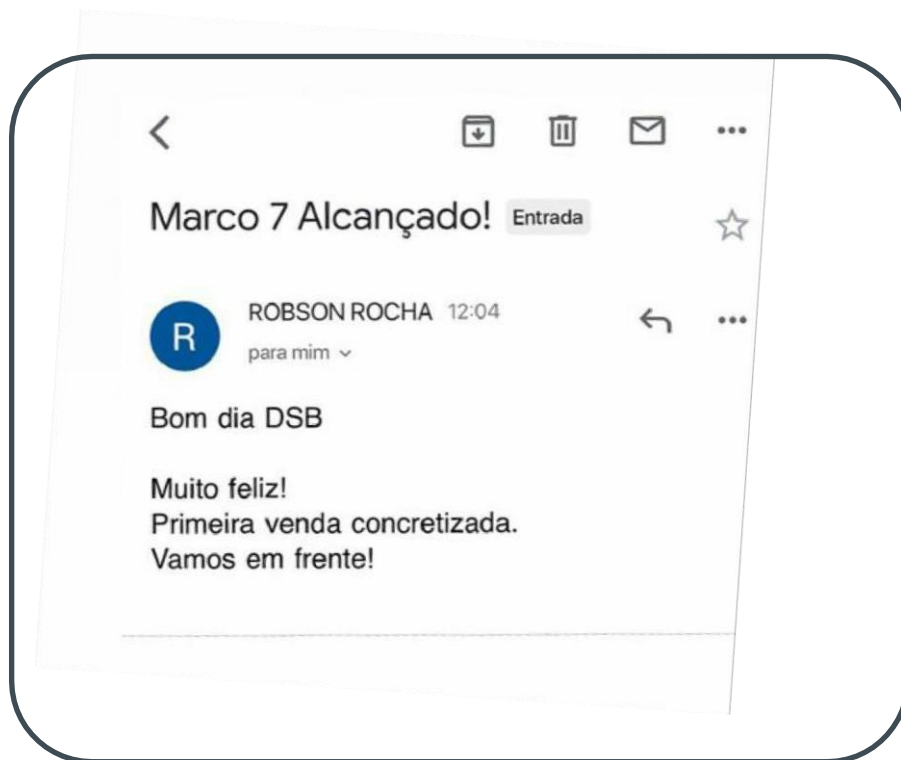 Marco 7 Alcançado! Entrada
ROBSON ROCHA 12:04
R
para mim
Bom dia DSB
Muito feliz!
Primeira venda concretizada.
Vamos em frente!